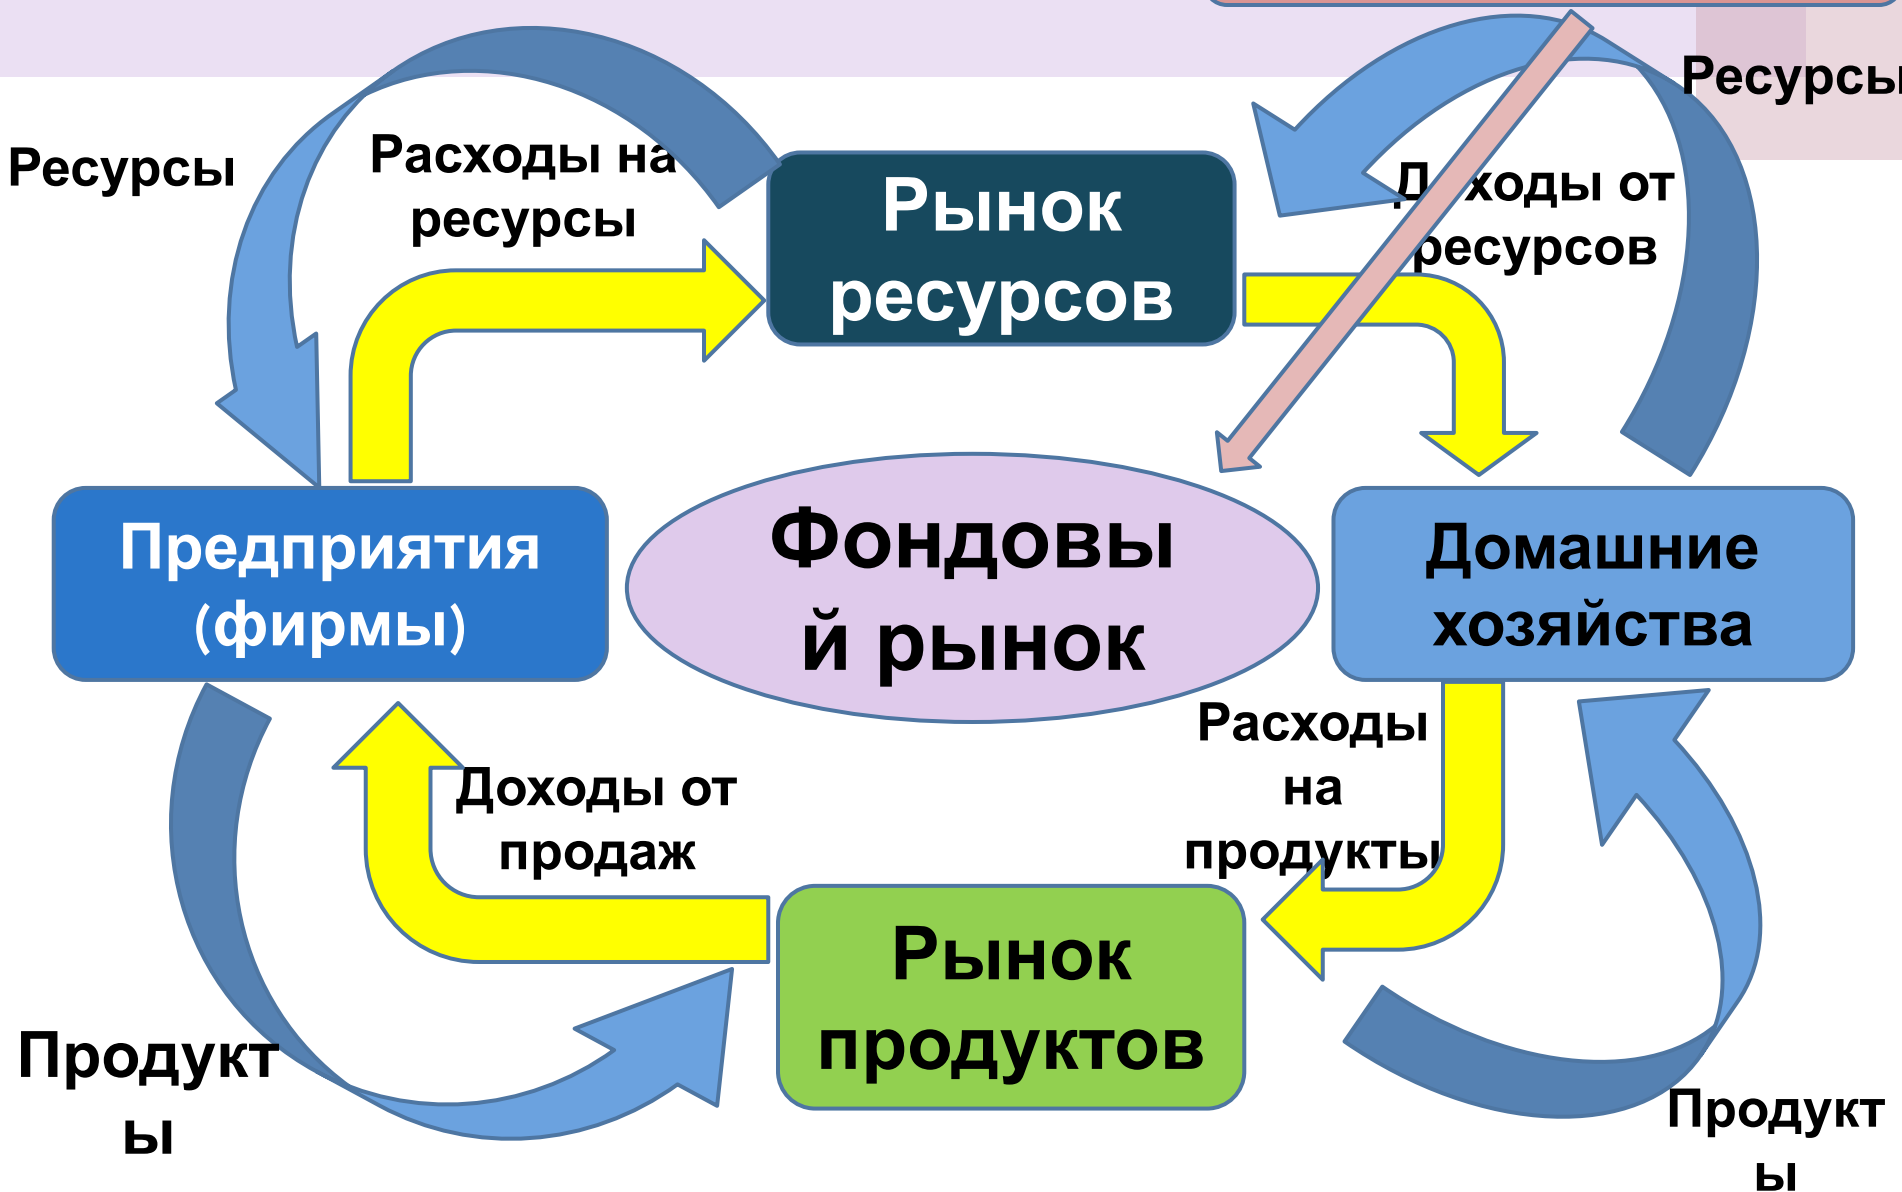 Ресурсы
Ресурсы
Расходы на
ресурсы
Рынок
ресурсов
Доходы от
ресурсов
Предприятия
(фирмы)
Фондовы
й рынок
Домашние
хозяйства
Расходы
на
продукты
Доходы от
продаж
Рынок
продуктов
Продукт
ы
Продукт
ы